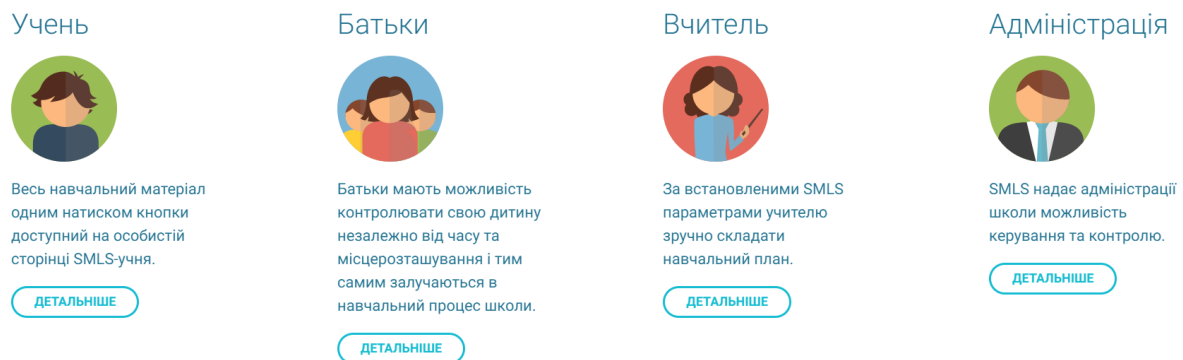 Учень
Весь навчальний матеріал
одним натиском кнопки
доступний на особистій
сторінці SMLS-учня.
ДЕТАЛЬНІШЕ
Батьки
Батьки мають можливість
контролювати свою дитину
незалежно від часу та
місцерозташування і тим
самим залучаються в
навчальний процес школи.
ДЕТАЛЬНІШЕ
Вчитель
За встановленими SMLS
параметрами учителю
зручно складати
навчальний план.
ДЕТАЛЬНІШЕ
Адміністрація
SMLS надає адміністрації
школи можливість
керування та контролю.
ДЕТАЛЬНІШЕ